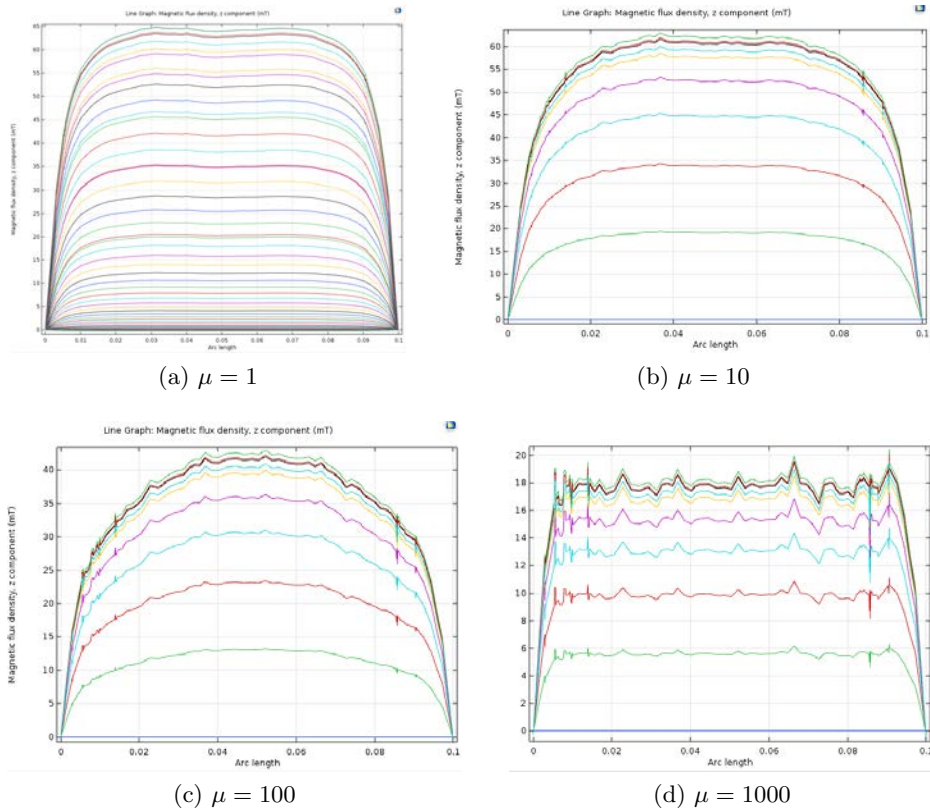 Line Graph: Magnetic flux density, z component (mT)
Magnetic flux density, z component (mT)
65
60
55
50
45
40
35
30
25
20
15
10
5
0
0 0.01 0.02 0.03 0.04 0.05 0.06 0.07 0.08 0.09 0.1
Arc length
(a) μ = 1
Line Graph: Magnetic flux density, z component (mT)
Magnetic flux density, z component (mT)
60
55
50
45
40
35
30
25
20
15
10
5
0
0 0.02 0.04 0.06 0.08 0.1
Arc length
(b) μ = 10
Line Graph: Magnetic flux density, z component (mT)
Magnetic flux density, z component (mT)
40
35
30
25
20
15
10
5
0
0 0.02 0.04 0.06 0.08 0.1
Arc length
(c) μ = 100
20
18
16
14
12
10
8
6
4
2
0
0 0.02 0.04 0.06 0.08 0.1
Arc length
(d) μ = 1000